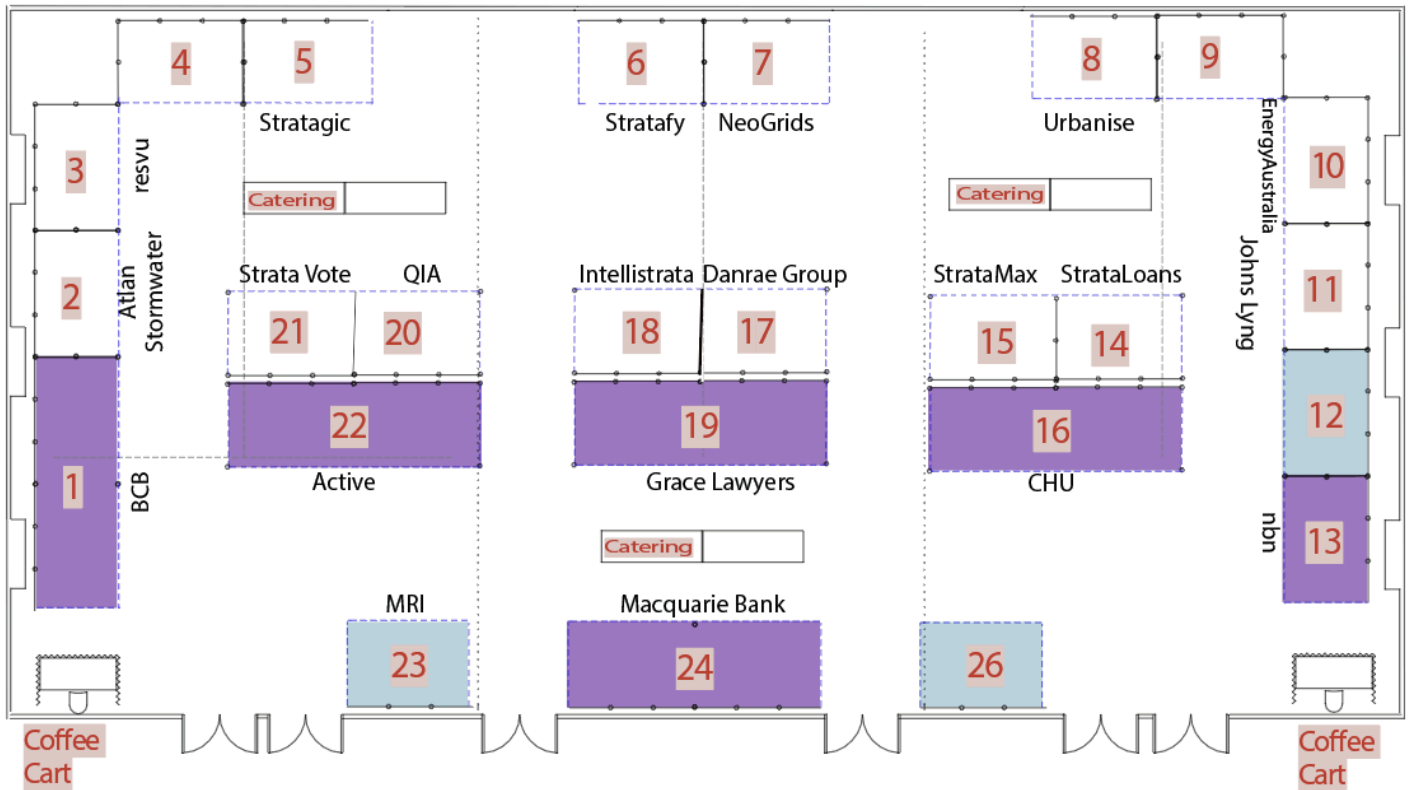 4
5
6
7
8
9
Stratagic
Stratafy
NeoGrids
Urbanise
3
resvu
EnergyAustralia
10
Catering
Catering
2
Atlan
Stormwater
Strata Vote
QIA
Intellistrata
Danrae Group
StrataMax
StrataLoans
Johns Lyng
11
21
20
18
17
15
14
22
19
16
12
1
BCB
Active
Grace Lawyers
CHU
nbn
13
Catering
MRI
Macquarie Bank
23
24
26
Coffee
Cart
Coffee
Cart